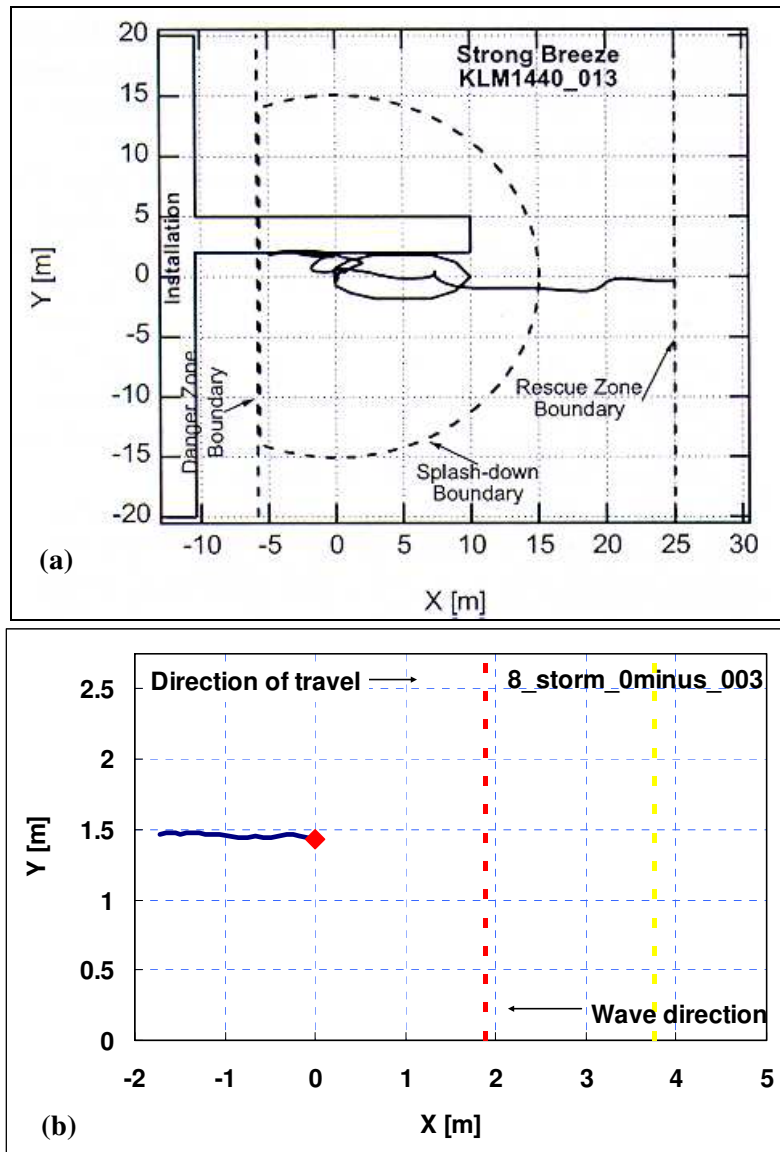 Strong Breeze
KLM1440_013
20
15
10
5
0
-5
-10
-15
-20
Y [m]
Installation
Danger Zone
Boundary
Rescue Zone
Boundary
Splash-down
Boundary
-10 -5 0 5 10 15 20 25 30
(a)
X [m]
Direction of travel
8_storm_0minus_003
2.5
2
1.5
1
0.5
0
Y [m]
Wave direction
-2 -1 0 1 2 3 4 5
(b)
X [m]